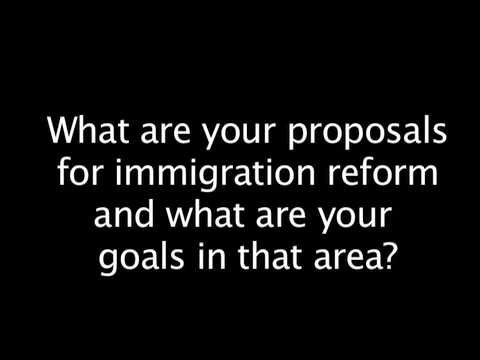 What are your proposals
for immigration reform
and what are your
goals in that area?